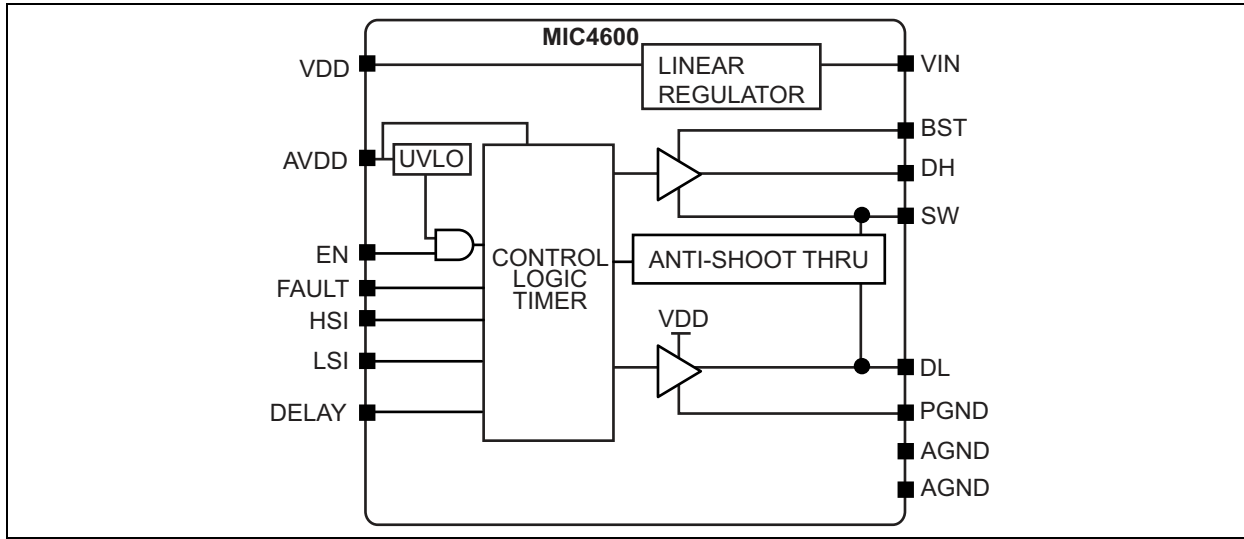 MIC4600
VDD
LINEAR
REGULATOR
VIN
BST
AVDD
UVLO
DH
SW
EN
CONTROL
LOGIC
TIMER
ANTI-SHOOT THRU
FAULT
HSI
VDD
LSI
DL
DELAY
PGND
AGND
AGND